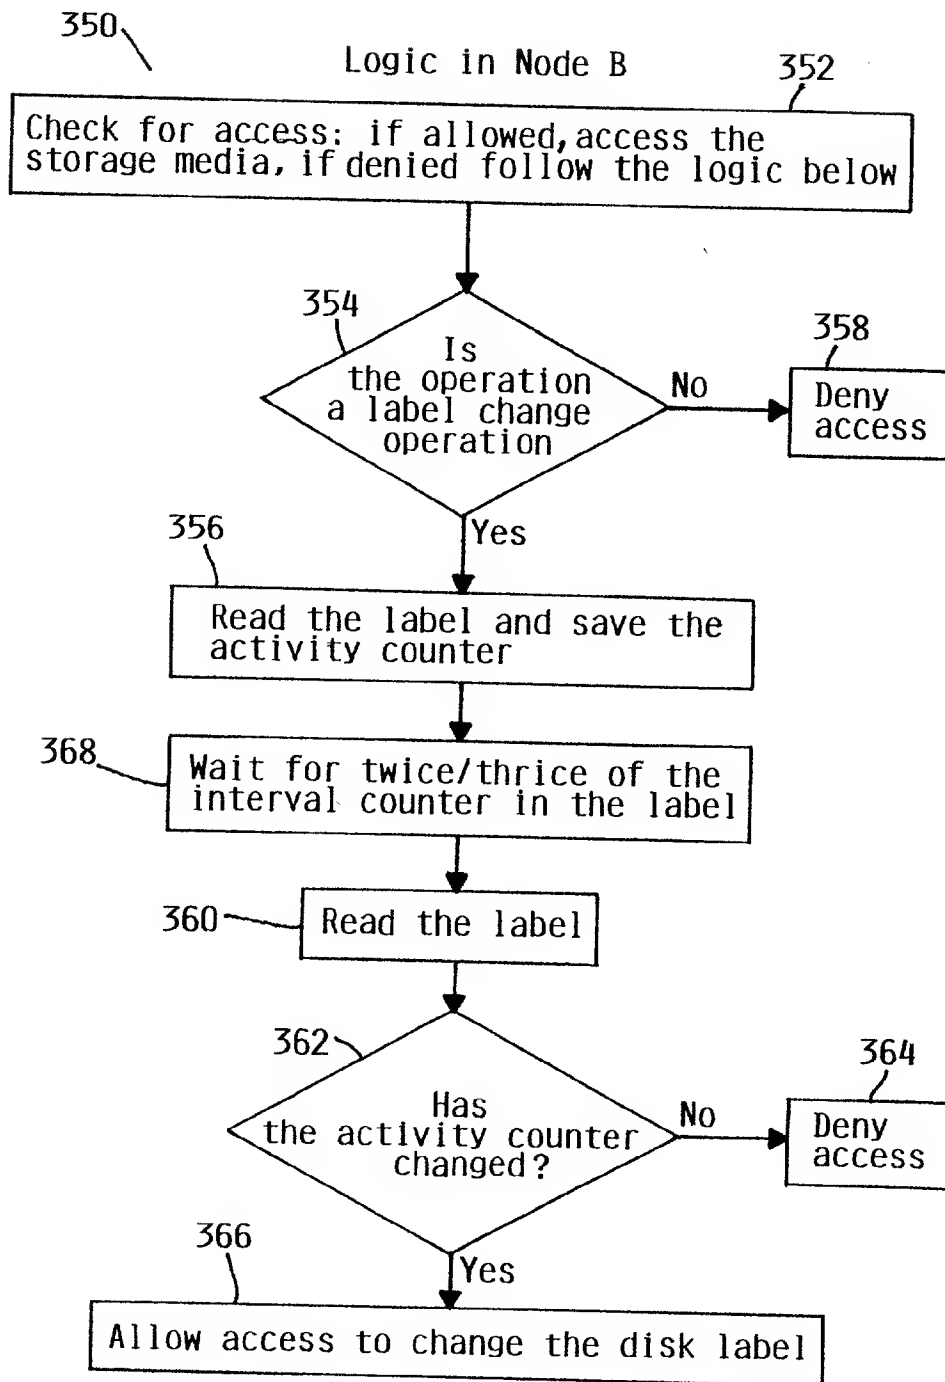 350
Logic in Node B
352
Check for access: if allowed, access the
storage media, if denied follow the logic below
354
Is
the operation
a label change
operation
No
358
Deny
access
Yes
356
Read the label and save the
activity counter
368
Wait for twice/thrice of the
interval counter in the label
360
Read the label
362
Has
the activity counter
changed?
No
364
Deny
access
Yes
366
Allow access to change the disk label